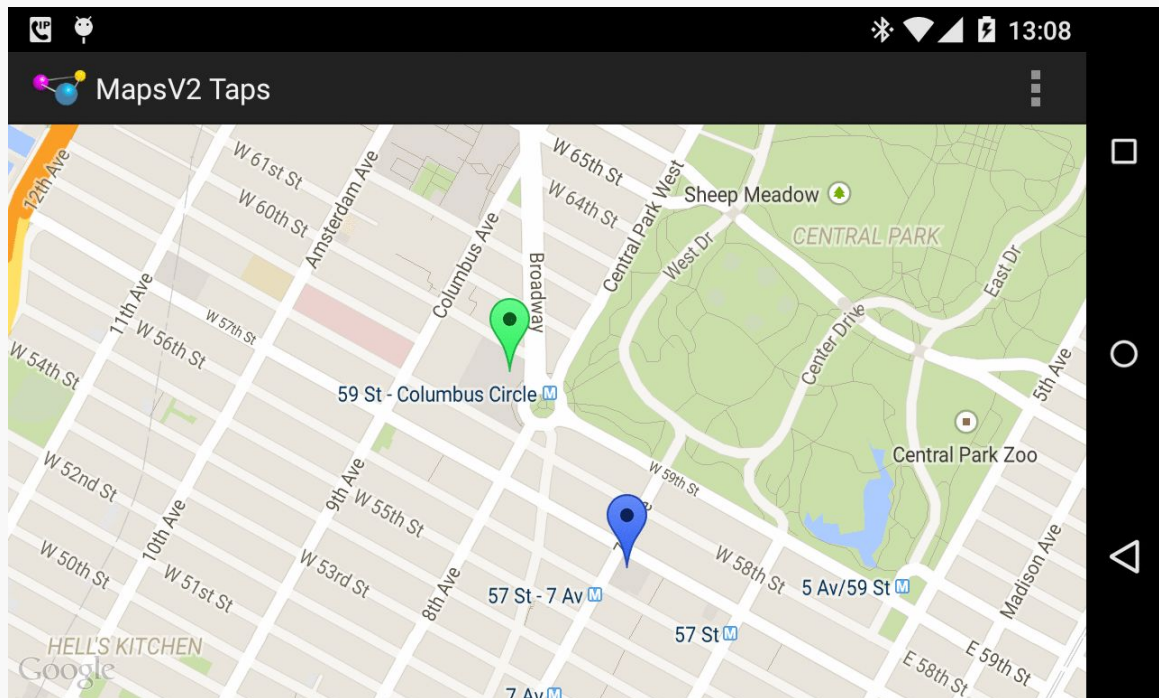 13:08
MapsV2 Taps
12th Ave
W 61st St
Amsterdam Ave
W 65th St
Central Park West
Sheep Meadow
W 60th St
W 64th St
Columbus Ave
Broadway
West Dr
CENTRAL PARK
East Dr
11th Ave
W 57th St
W 56th St
Center Drive
W 54th St
5th Ave
59 St - Columbus Circle M
Central Park Zoo
W 52nd St
9th Ave
W 55th St
W 59th St
10th Ave
W 50th St
W 51st St
W 53rd St
8th Ave
W 58th St
Madison Ave
57 St - 7 Av M
5 Av/59 St M
57 St M
HELL'S KITCHEN
Google
E 58th St
E 59th St
7 Av M